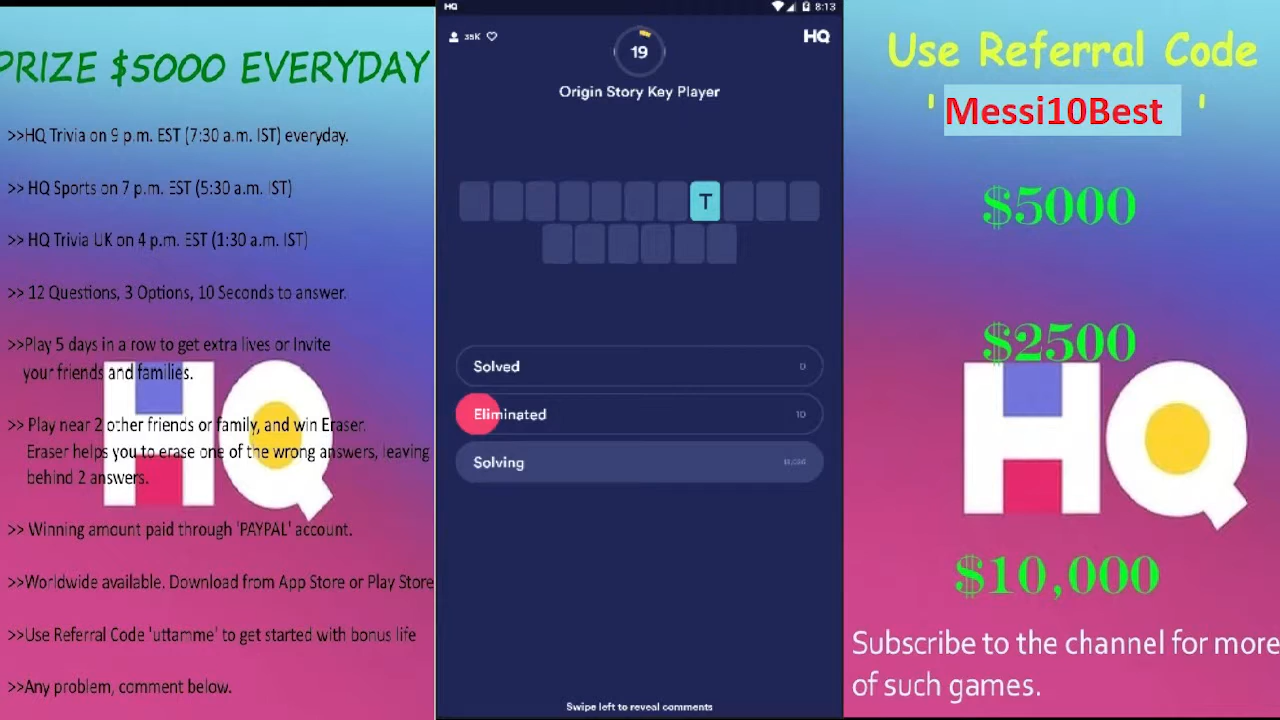 PRIZE $5000 EVERYDAY
>>HQ Trivia on 9 p.m. EST (7:30 a.m. IST) everyday.
>> HQ Sports on 7 p.m. EST (5:30 a.m. IST)
>> HQ Trivia UK on 4 p.m. EST (1:30 a.m. IST)
>> 12 Questions, 3 Options, 10 Seconds to answer.
>>Play 5 days in a row to get extra lives or Invite
your friends and families.
>> Play near 2 other friends or family, and win Eraser.
Eraser helps you to erase one of the wrong answers, leaving
behind 2 answers.
>> Winning amount paid through 'PAYPAL' account.
>>Worldwide available. Download from App Store or Play Store
>>Use Referral Code 'uttamme' to get started with bonus life
>>Any problem, comment below.
HQ
HQ 8:13
35K HQ
19
Origin Story Key Player
T
Solved 0
Eliminated 10
Solving
Swipe left to reveal comments
Use Referral Code
' Messi10Best '
$5000
$2500
HQ
$10,000
Subscribe to the channel for more
of such games.